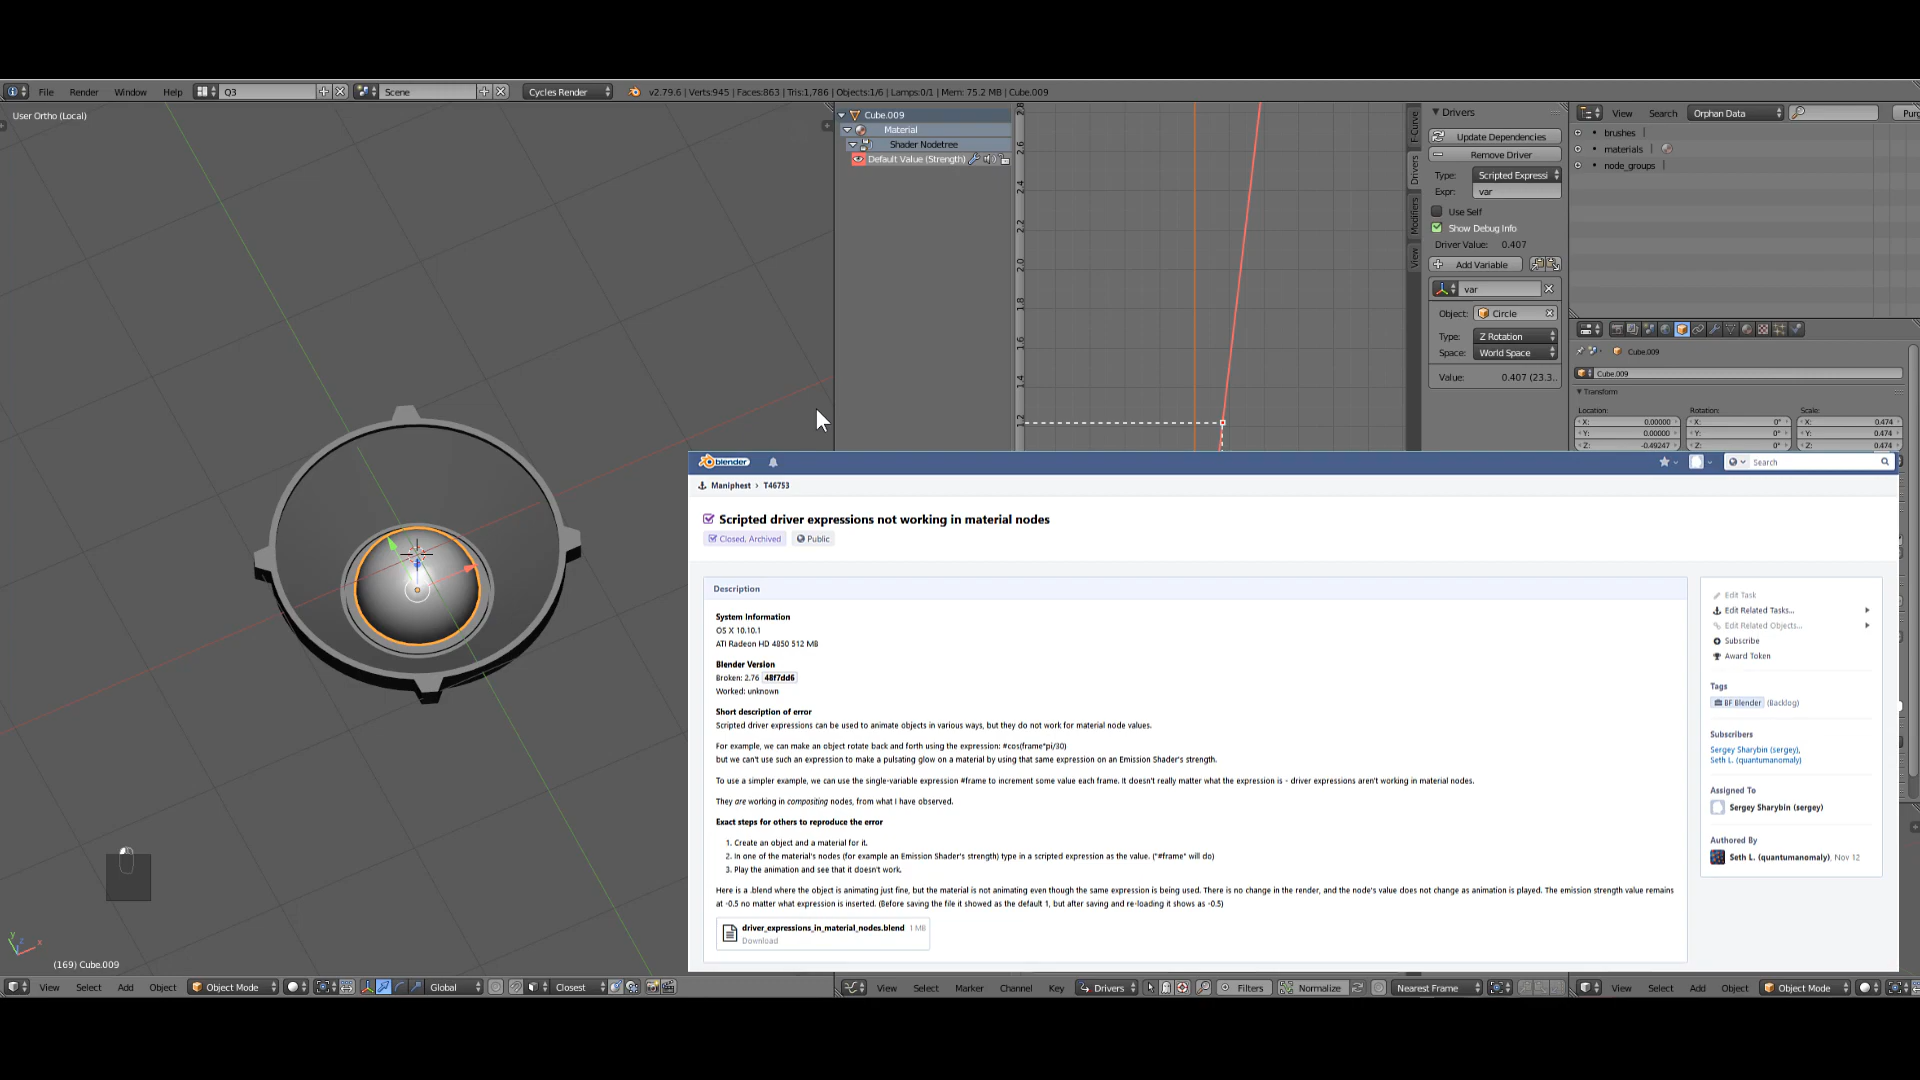 File Render Window Help Q3 Scene Cycles Render v2.79.6 | Verts:945 | Faces:863 | Tris:1,786 | Objects:1/6 | Lamps:0/1 | Mem: 75.2 MB | Cube.009
User Ortho (Local)
Cube.009
Material
Shader Nodetree
Default Value (Strength)
2.8
2.6
2.4
2.2
2.0
1.8
1.6
1.4
1.2
F-Curve
Drivers
Modifiers
View
Drivers
Update Dependencies
Remove Driver
Type: Scripted Expressi
Expr: var
Use Self
Show Debug Info
Driver Value: 0.407
Add Variable
var
Object: Circle
Type: Z Rotation
Space: World Space
Value: 0.407 (23.3...
View Search Orphan Data Pur
brushes
materials
node_groups
Cube.009
Cube.009
Transform
Location: Rotation: Scale:
X: 0.00000 X: 0° X: 0.474
Y: 0.00000 Y: 0° Y: 0.474
Z: -0.49247 Z: 0° Z: 0.474
blender Search
Maniphest > T46753
Scripted driver expressions not working in material nodes
Closed, Archived Public
Description
System Information
OS X 10.10.1
ATI Radeon HD 4850 512 MB
Blender Version
Broken: 2.76 48f7dd6
Worked: unknown
Short description of error
Scripted driver expressions can be used to animate objects in various ways, but they do not work for material node values.
For example, we can make an object rotate back and forth using the expression: #cos(frame*pi/30)
but we can't use such an expression to make a pulsating glow on a material by using that same expression on an Emission Shader's strength.
To use a simpler example, we can use the single-variable expression #frame to increment some value each frame. It doesn't really matter what the expression is - driver expressions aren't working in material nodes.
They are working in compositing nodes, from what I have observed.
Exact steps for others to reproduce the error
1. Create an object and a material for it.
2. In one of the material's nodes (for example an Emission Shader's strength) type in a scripted expression as the value. ("#frame" will do)
3. Play the animation and see that it doesn't work.
Here is a .blend where the object is animating just fine, but the material is not animating even though the same expression is being used. There is no change in the render, and the node's value does not change as animation is played. The emission strength value remains
at -0.5 no matter what expression is inserted. (Before saving the file it showed as the default 1, but after saving and re-loading it shows as -0.5)
driver_expressions_in_material_nodes.blend 1 MB
Download
Edit Task
Edit Related Tasks...
Edit Related Objects...
Subscribe
Award Token
Tags
BF Blender (Backlog)
Subscribers
Sergey Sharybin (sergey),
Seth L. (quantumanomaly)
Assigned To
Sergey Sharybin (sergey)
Authored By
Seth L. (quantumanomaly), Nov 12
(169) Cube.009
View Select Add Object Object Mode Global Closest
View Select Marker Channel Key Drivers Filters Normalize Nearest Frame
View Select Add Object Object Mode